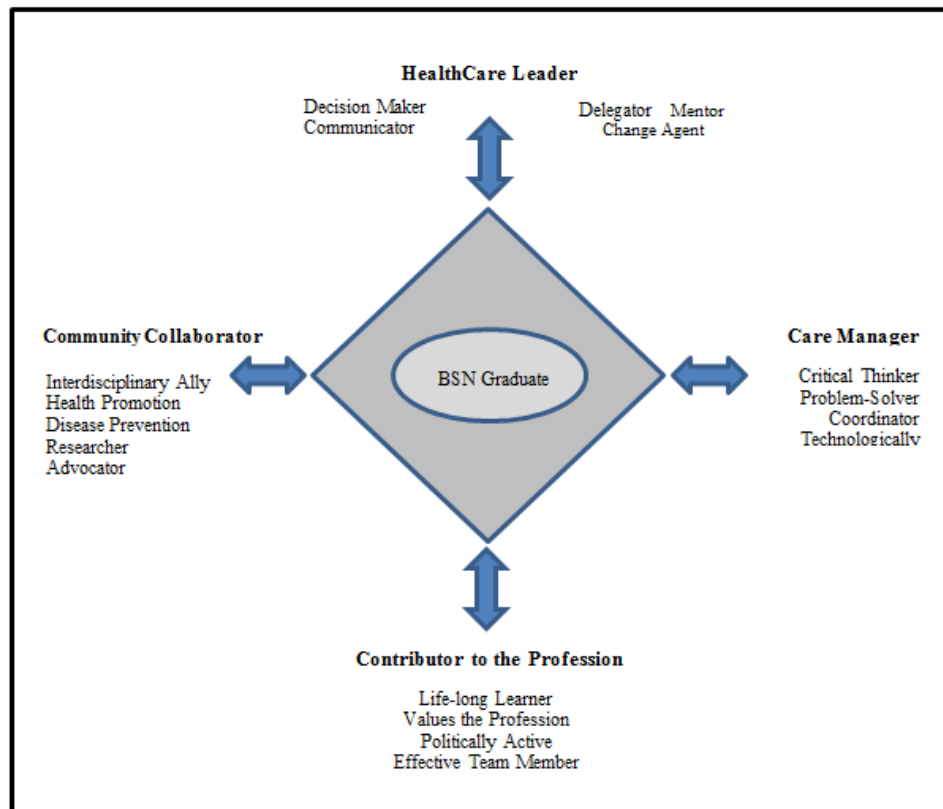 HealthCare Leader
Decision Maker
Communicator
Delegator Mentor
Change Agent
Community Collaborator
Interdisciplinary Ally
Health Promotion
Disease Prevention
Researcher
Advocator
BSN Graduate
Care Manager
Critical Thinker
Problem-Solver
Coordinator
Technologically
Contributor to the Profession
Life-long Learner
Values the Profession
Politically Active
Effective Team Member